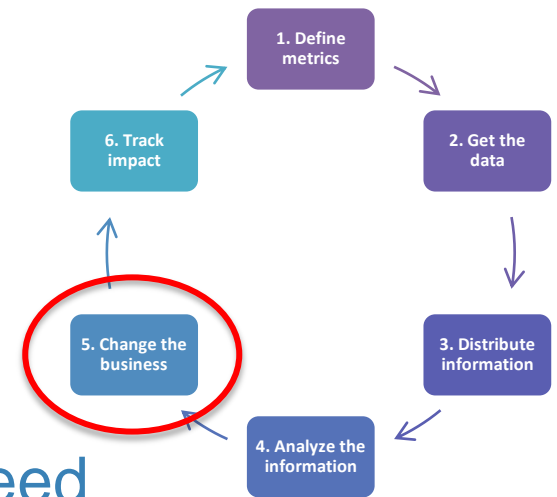 1. Define
metrics
2. Get the
data
3. Distribute
information
4. Analyze the
information
5. Change the
business
6. Track
impact
eed